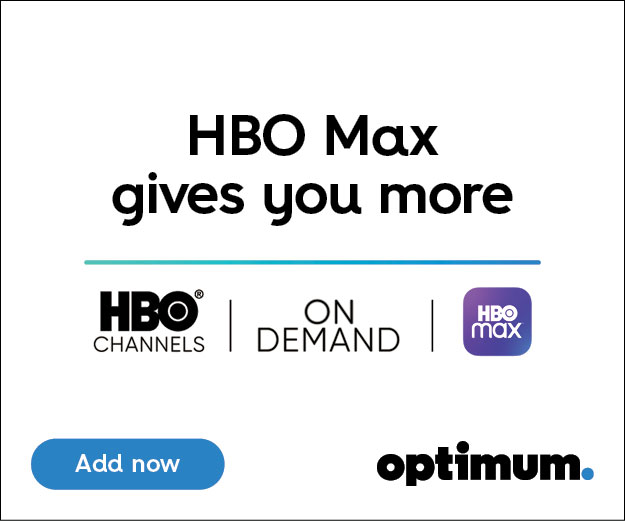 HBO Max
gives you more
HBO®
CHANNELS
ON
DEMAND
HBO
max
Add now
optimum.